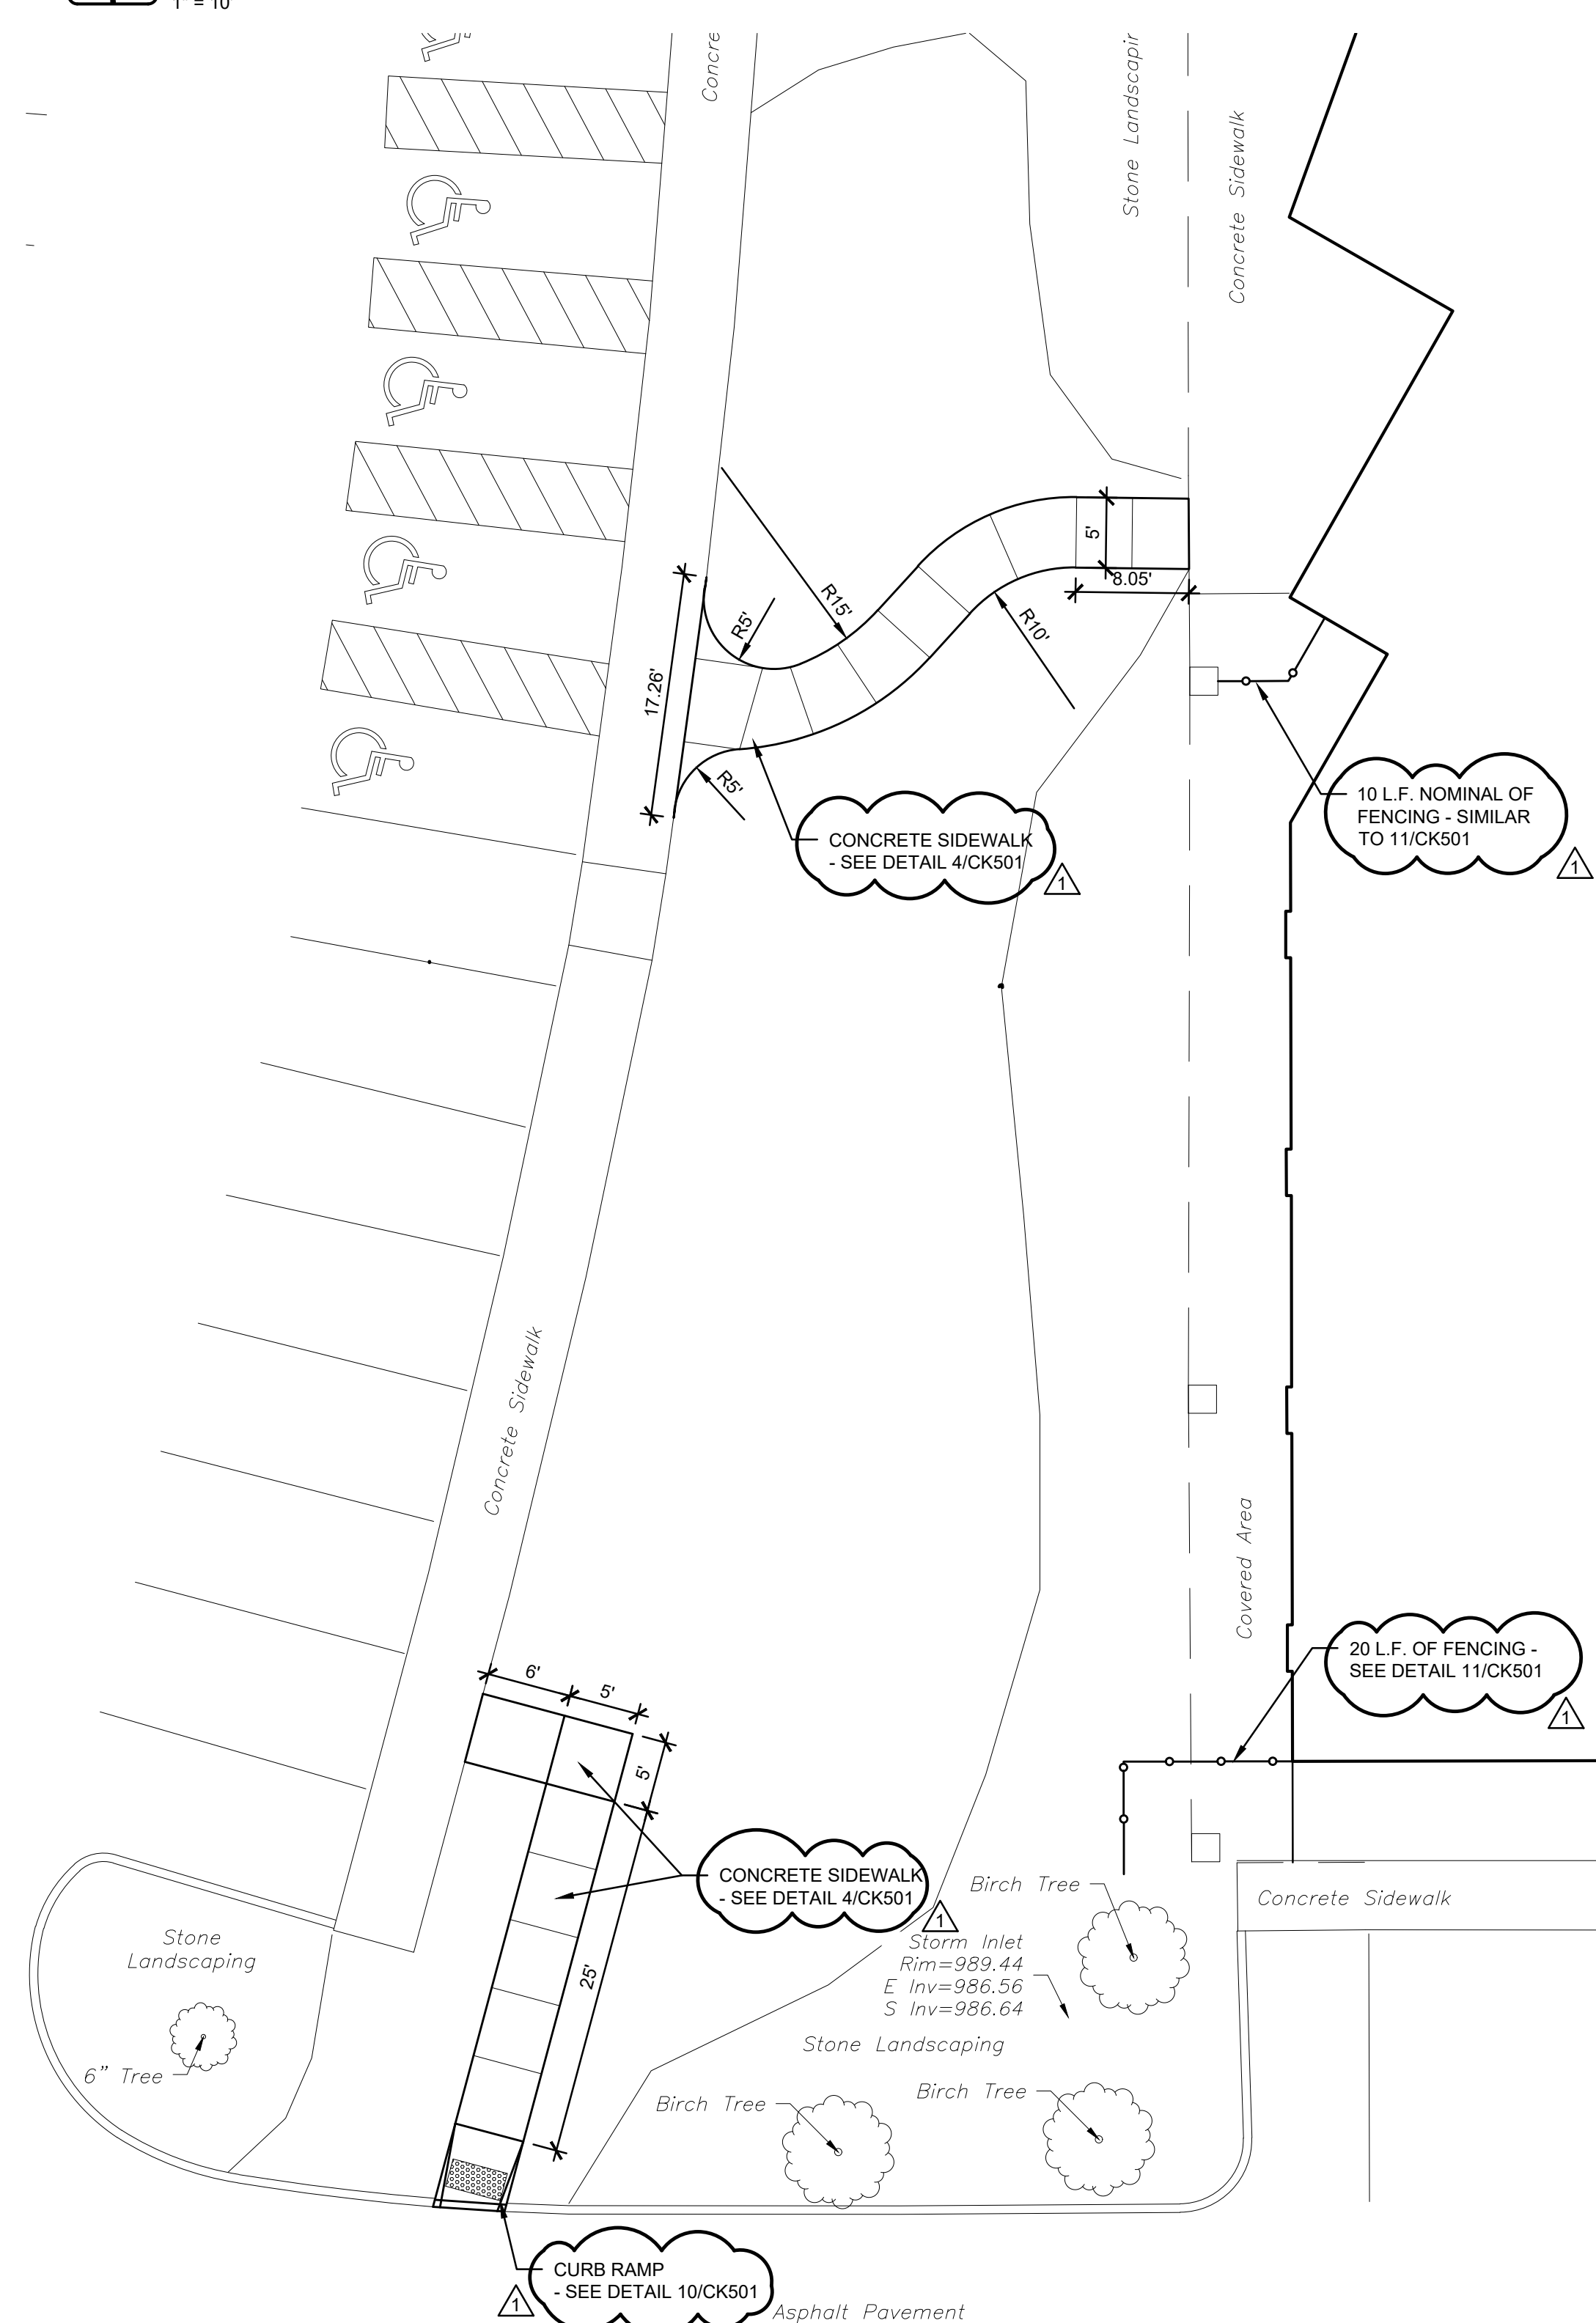 1" = 10'
Concre
Stone Landscapin
Concrete Sidewalk
5'
8.05'
R15'
R5'
R10'
17.26'
R5'
CONCRETE SIDEWALK
- SEE DETAIL 4/CK501
1
10 L.F. NOMINAL OF
FENCING - SIMILAR
TO 11/CK501
1
Concrete Sidewalk
Covered Area
20 L.F. OF FENCING -
SEE DETAIL 11/CK501
1
6'
5'
5'
25'
CONCRETE SIDEWALK
- SEE DETAIL 4/CK501
1
Birch Tree
Concrete Sidewalk
Stone
Landscaping
6" Tree
Storm Inlet
Rim=989.44
E Inv=986.56
S Inv=986.64
Stone Landscaping
Birch Tree
Birch Tree
CURB RAMP
- SEE DETAIL 10/CK501
1
Asphalt Pavement